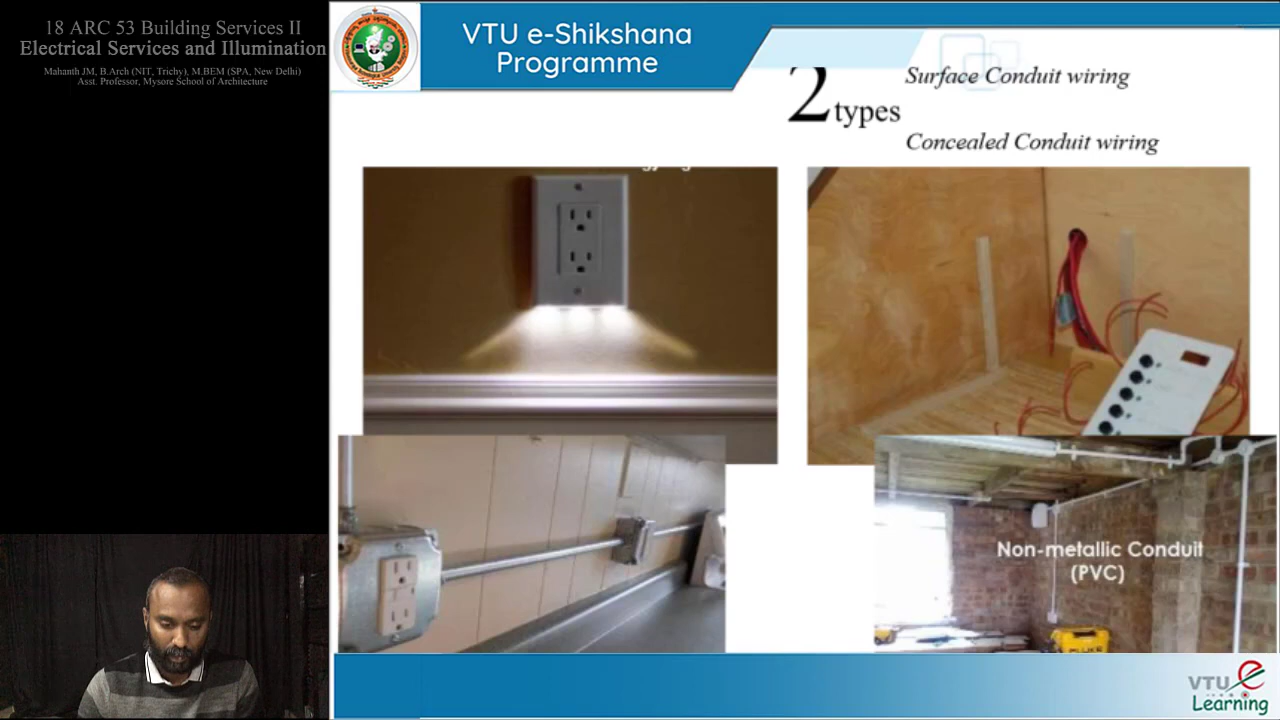 18 ARC 53 Building Services II
Electrical Services and Illumination
Mahanth JM, B.Arch (NIT, Trichy), M.BEM (SPA, New Delhi)
Asst. Professor, Mysore School of Architecture
VTU e-Shikshana
Programme
2 types
Surface Conduit wiring
Concealed Conduit wiring
Non-metallic Conduit
(PVC)
VTU e
Learning